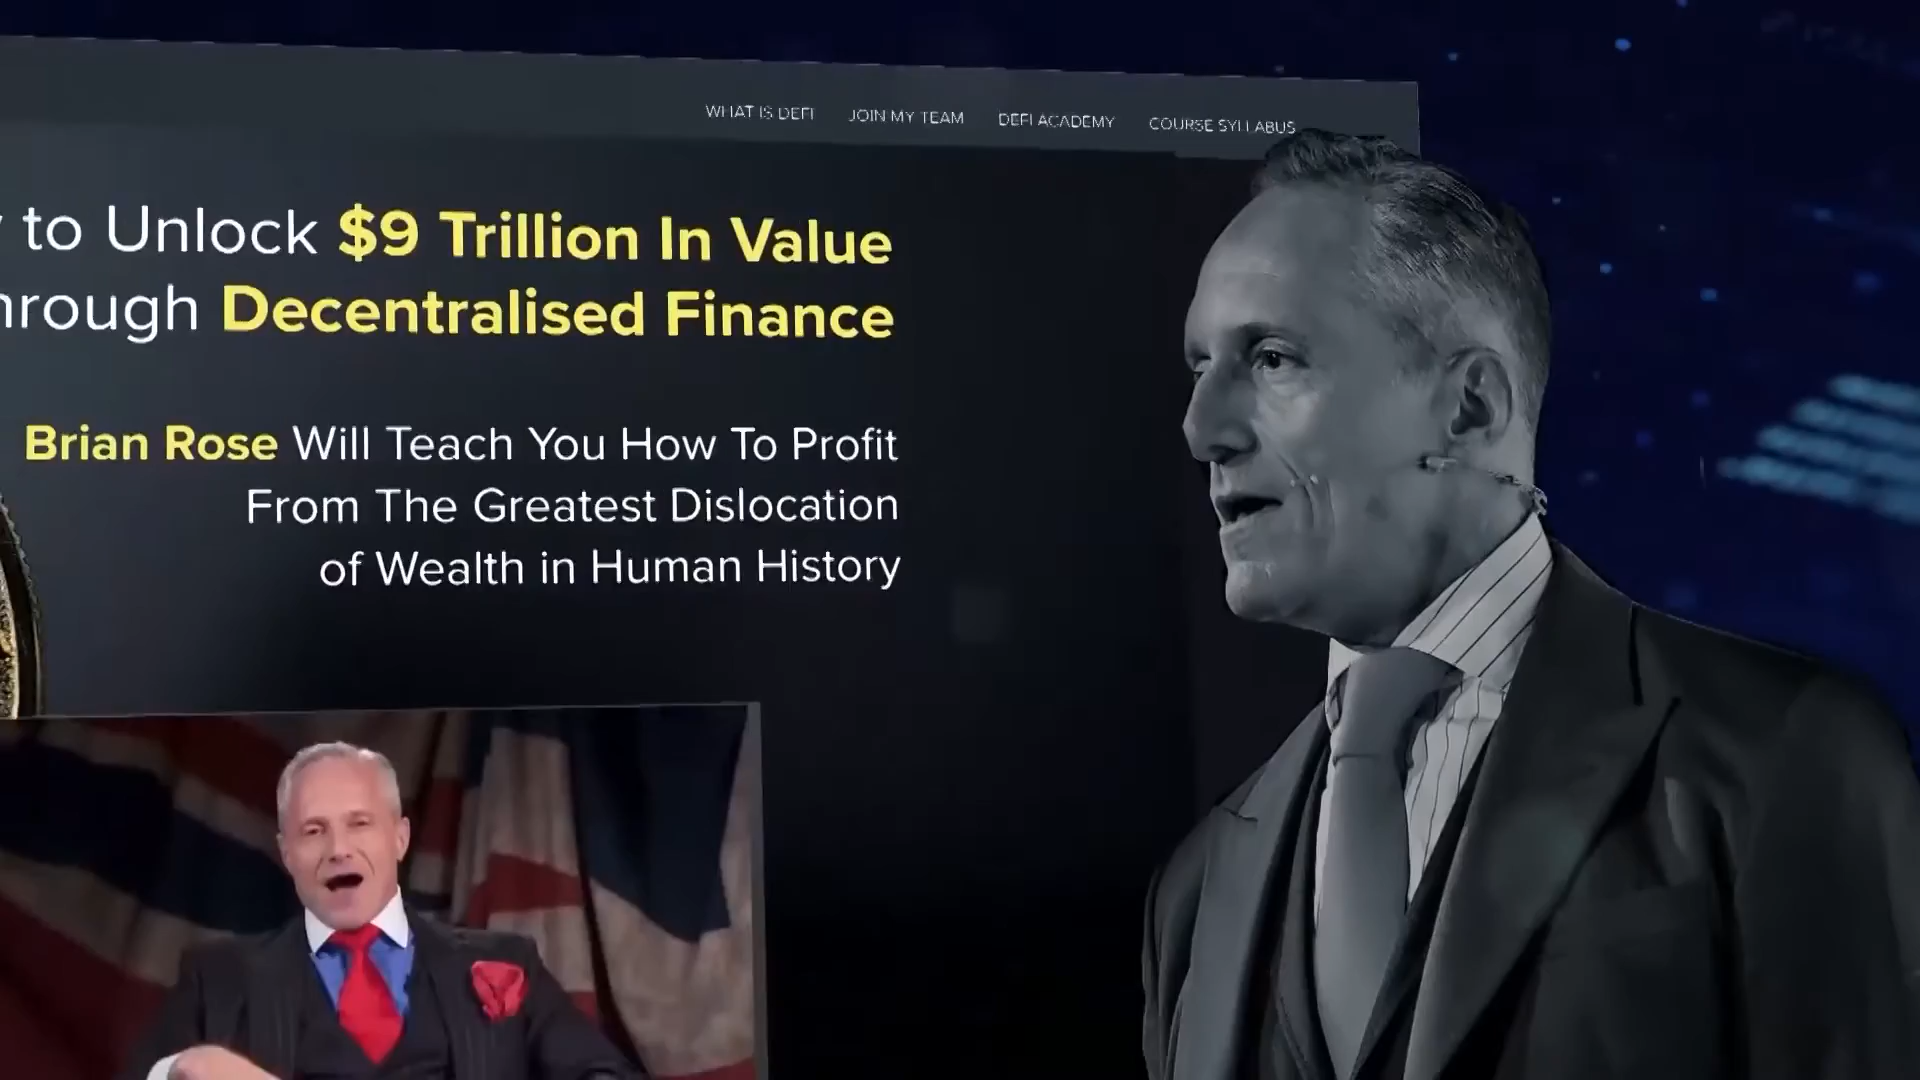 WHAT IS DEFI JOIN MY TEAM DEFI ACADEMY COURSE SYLLABUS
to Unlock $9 Trillion In Value
hrough Decentralised Finance
Brian Rose Will Teach You How To Profit
From The Greatest Dislocation
of Wealth in Human History